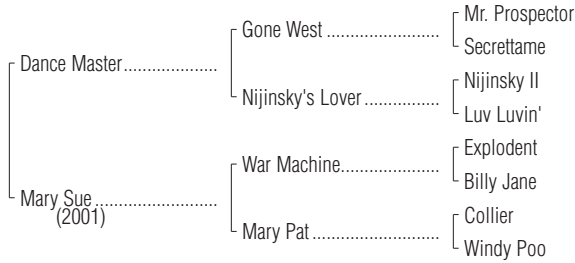 Mr. Prospector
Gone West ........................
Secrettame
Dance Master....................
Nijinsky II
Nijinsky's Lover ................
Luv Luvin'
Explodent
War Machine.....................
Billy Jane
Mary Sue ..........................
(2001)
Collier
Mary Pat ...........................
Windy Poo